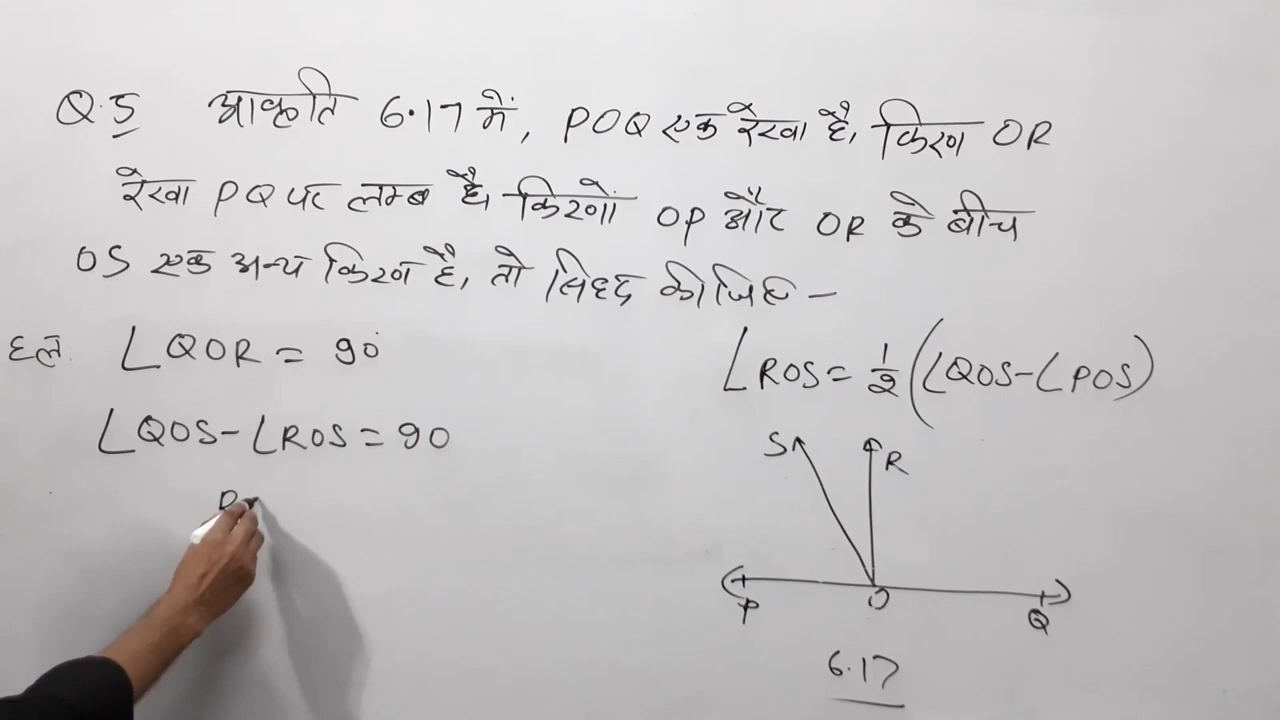 Q.5 आकृति 6.17 में, POQ एक रेखा है, किरण OR
रेखा PQ पर लम्ब है, किरणों OP और OR के बीच
OS एक अन्य किरण है, तो सिध्द कीजिए –
∠ROS = 1/2 (∠QOS - ∠POS)
हल. ∠QOR = 90°
∠QOS - ∠ROS = 90
S
R
P
O
Q
6.17